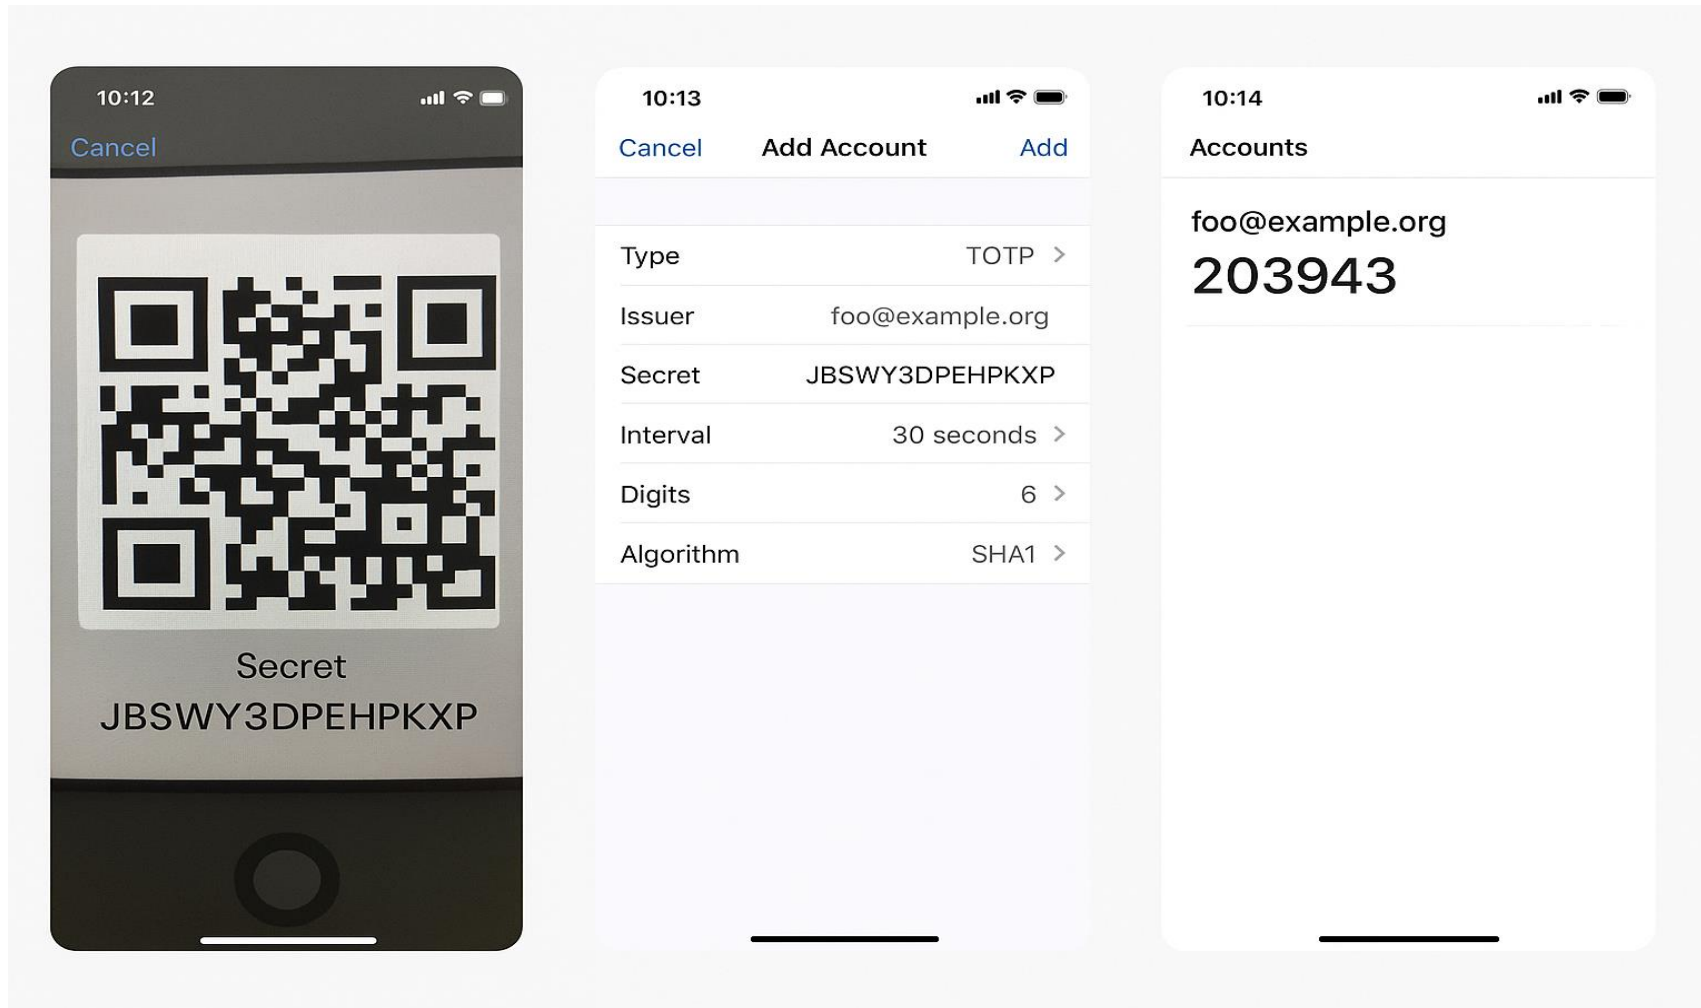 10:12
Cancel
Secret
JBSWY3DPEHPKXP
10:13
Cancel Add Account Add
Type TOTP
Issuer foo@example.org
Secret JBSWY3DPEHPKXP
Interval 30 seconds
Digits 6
Algorithm SHA1
10:14
Accounts
foo@example.org
203943